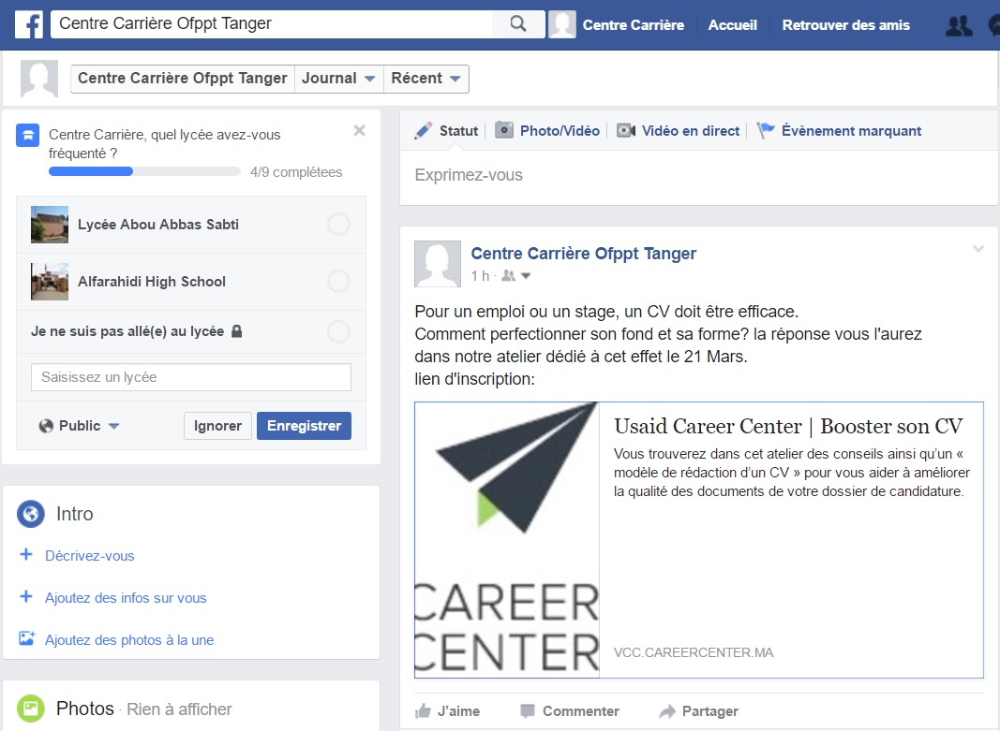 Centre Carrière Ofppt Tanger
Centre Carrière Accueil Retrouver des amis
Centre Carrière Ofppt Tanger Journal Récent
Centre Carrière, quel lycée avez-vous
fréquenté ?
4/9 complétees
Lycée Abou Abbas Sabti
Alfarahidi High School
Je ne suis pas allé(e) au lycée
Saisissez un lycée
Public Ignorer Enregistrer
Intro
Décrivez-vous
Ajoutez des infos sur vous
Ajoutez des photos à la une
Photos · Rien à afficher
Statut Photo/Vidéo Vidéo en direct Évènement marquant
Exprimez-vous
Centre Carrière Ofppt Tanger
1 h ·
Pour un emploi ou un stage, un CV doit être efficace.
Comment perfectionner son fond et sa forme? la réponse vous l'aurez
dans notre atelier dédié à cet effet le 21 Mars.
lien d'inscription:
CAREER
CENTER
Usaid Career Center | Booster son CV
Vous trouverez dans cet atelier des conseils ainsi qu’un «
modèle de rédaction d’un CV » pour vous aider à améliorer
la qualité des documents de votre dossier de candidature.
VCC.CAREERCENTER.MA
J’aime Commenter Partager